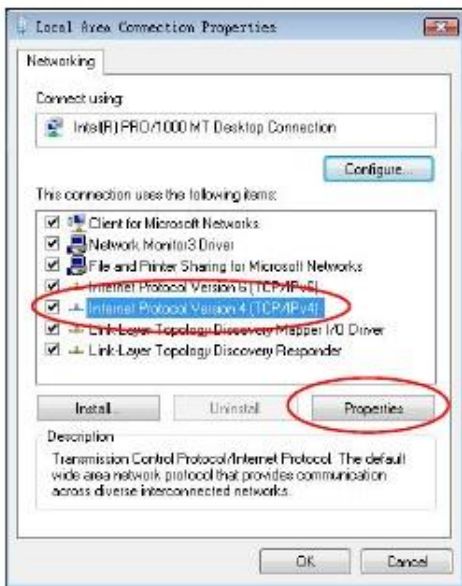 Local Area Connection Properties
Networking
Connect using:
Intel(R) PRO/1000 MT Desktop Connection
Configure...
This connection uses the following items:
Client for Microsoft Networks
Network Monitor3 Driver
File and Printer Sharing for Microsoft Networks
Internet Protocol Version 6 (TCP/IPv6)
Internet Protocol Version 4 (TCP/IPv4)
Link-Layer Topology Discovery Mapper I/O Driver
Link-Layer Topology Discovery Responder
Install...
Uninstall
Properties
Description
Transmission Control Protocol/Internet Protocol. The default
wide area network protocol that provides communication
across diverse interconnected networks.
OK
Cancel